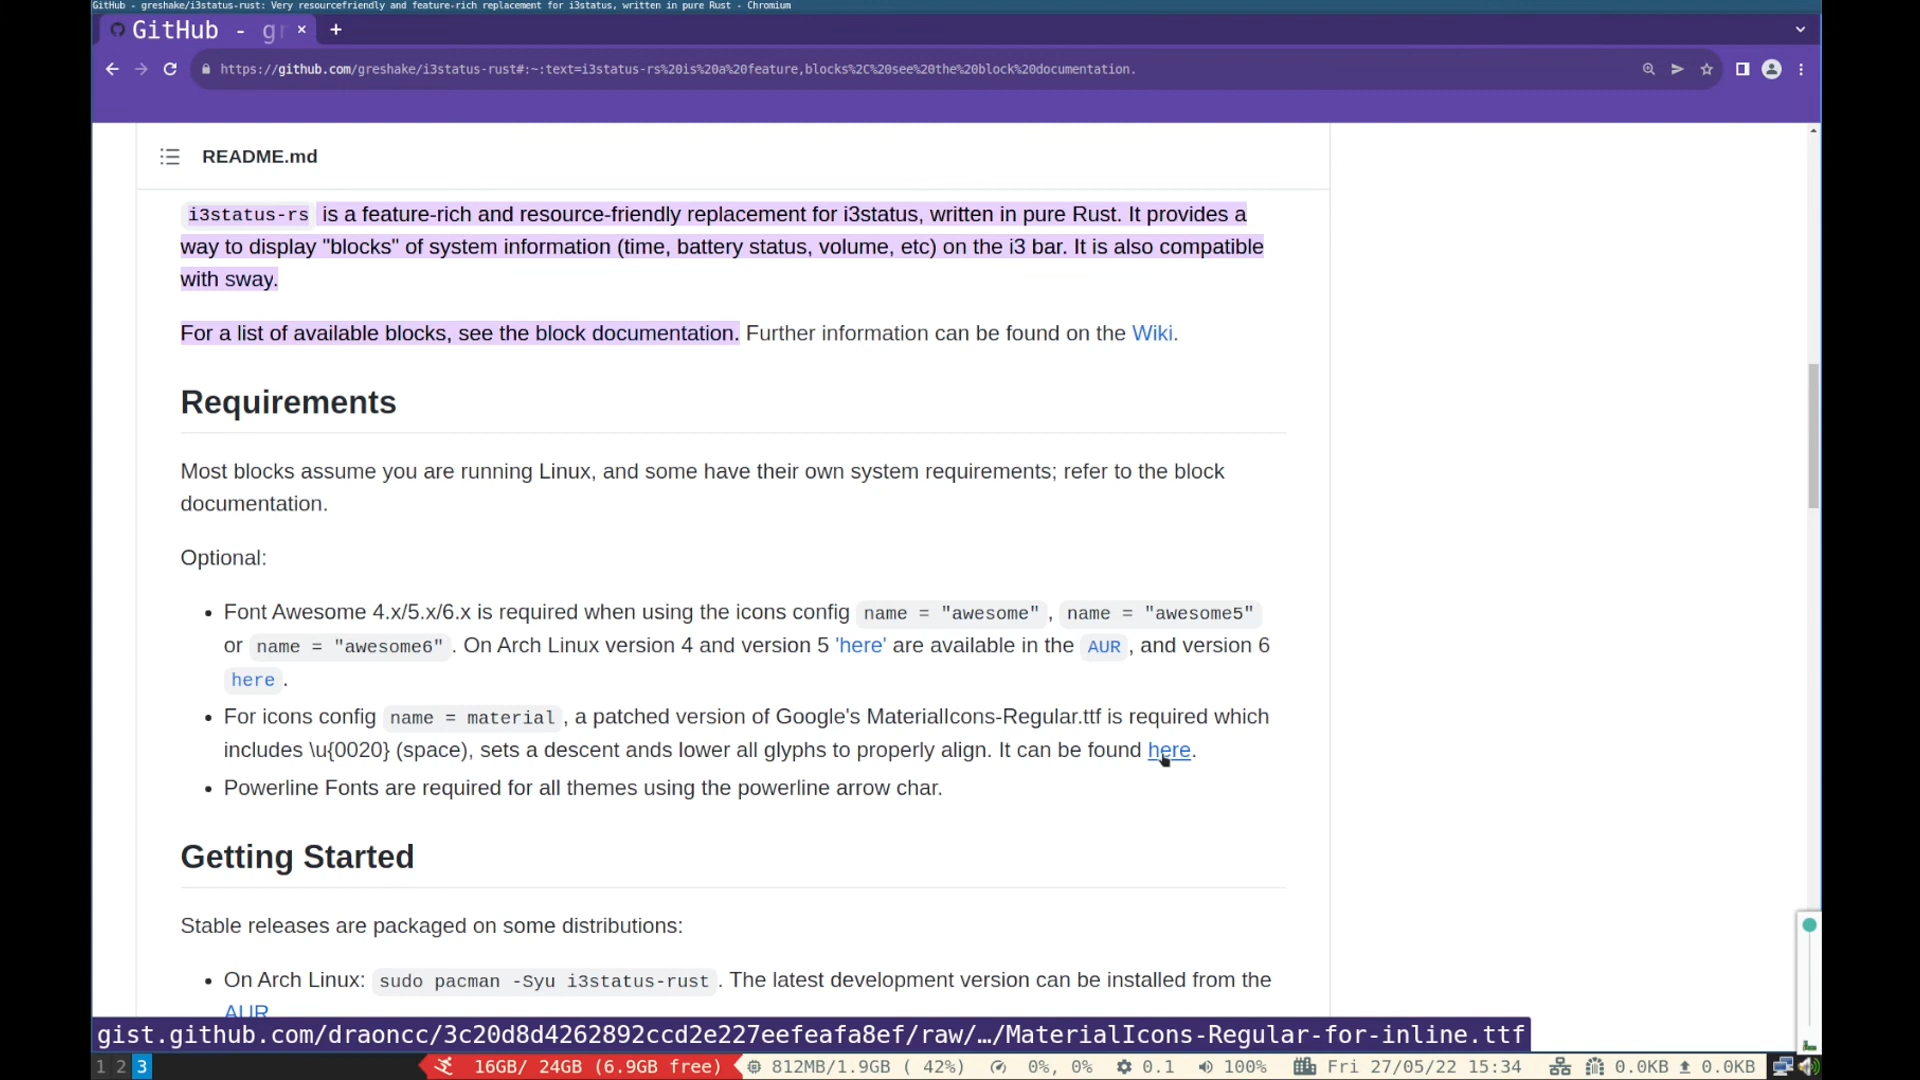 GitHub - greshake/i3status-rust: Very resourcefriendly and feature-rich replacement for i3status, written in pure Rust - Chromium
GitHub - gr × +
https://github.com/greshake/i3status-rust#:~:text=i3status-rs%20is%20a%20feature,blocks%2C%20see%20the%20block%20documentation.
README.md
i3status-rs is a feature-rich and resource-friendly replacement for i3status, written in pure Rust. It provides a
way to display "blocks" of system information (time, battery status, volume, etc) on the i3 bar. It is also compatible
with sway.
For a list of available blocks, see the block documentation. Further information can be found on the Wiki.
Requirements
Most blocks assume you are running Linux, and some have their own system requirements; refer to the block
documentation.
Optional:
• Font Awesome 4.x/5.x/6.x is required when using the icons config name = "awesome", name = "awesome5"
or name = "awesome6". On Arch Linux version 4 and version 5 'here' are available in the AUR, and version 6
here.
• For icons config name = material, a patched version of Google's MaterialIcons-Regular.ttf is required which
includes \u{0020} (space), sets a descent ands lower all glyphs to properly align. It can be found here.
• Powerline Fonts are required for all themes using the powerline arrow char.
Getting Started
Stable releases are packaged on some distributions:
• On Arch Linux: sudo pacman -Syu i3status-rust. The latest development version can be installed from the
AUR
gist.github.com/draoncc/3c20d8d4262892ccd2e227eefeafa8ef/raw/…/MaterialIcons-Regular-for-inline.ttf
1 2 3 16GB/ 24GB (6.9GB free) 812MB/1.9GB ( 42%) 0%, 0% 0.1 100% Fri 27/05/22 15:34 0.0KB 0.0KB